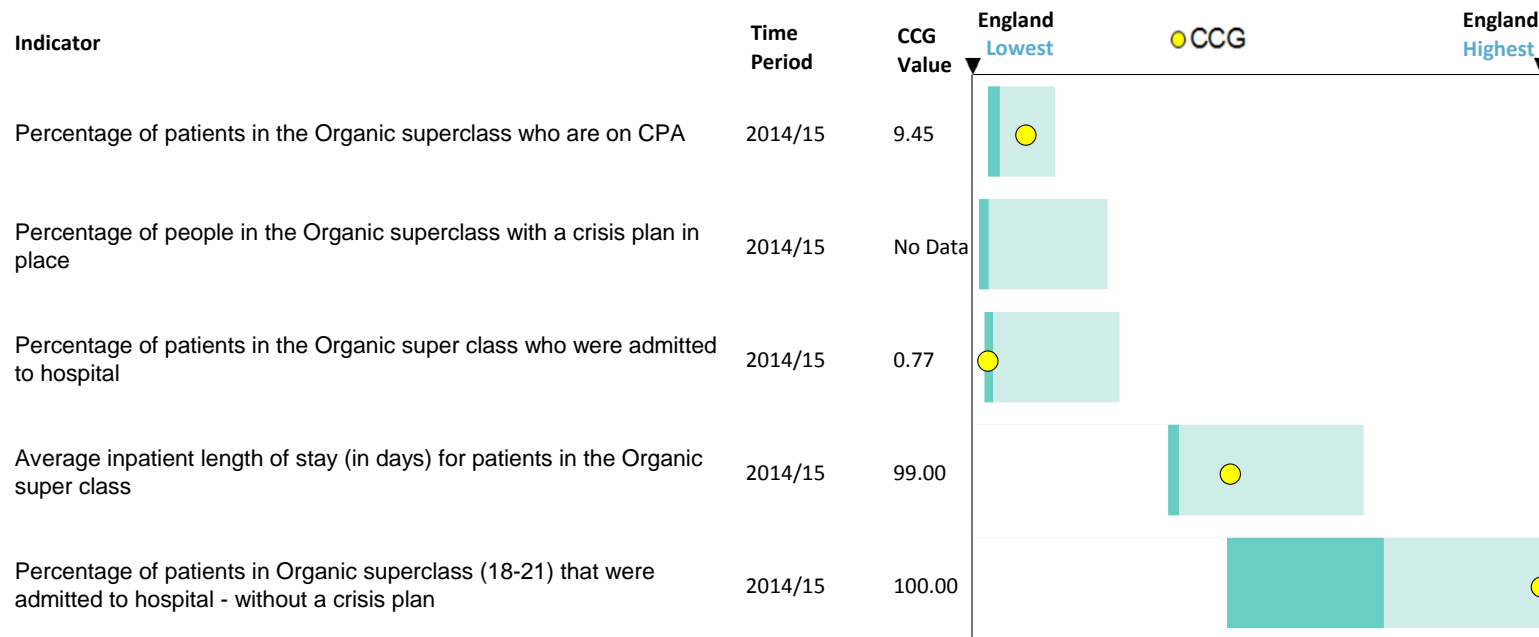 Indicator
Time
Period
CCG
Value
England
Lowest
CCG
England
Highest
Percentage of patients in the Organic superclass who are on CPA
2014/15
9.45
Percentage of people in the Organic superclass with a crisis plan in
place
2014/15
No Data
Percentage of patients in the Organic super class who were admitted
to hospital
2014/15
0.77
Average inpatient length of stay (in days) for patients in the Organic
super class
2014/15
99.00
Percentage of patients in Organic superclass (18-21) that were
admitted to hospital - without a crisis plan
2014/15
100.00